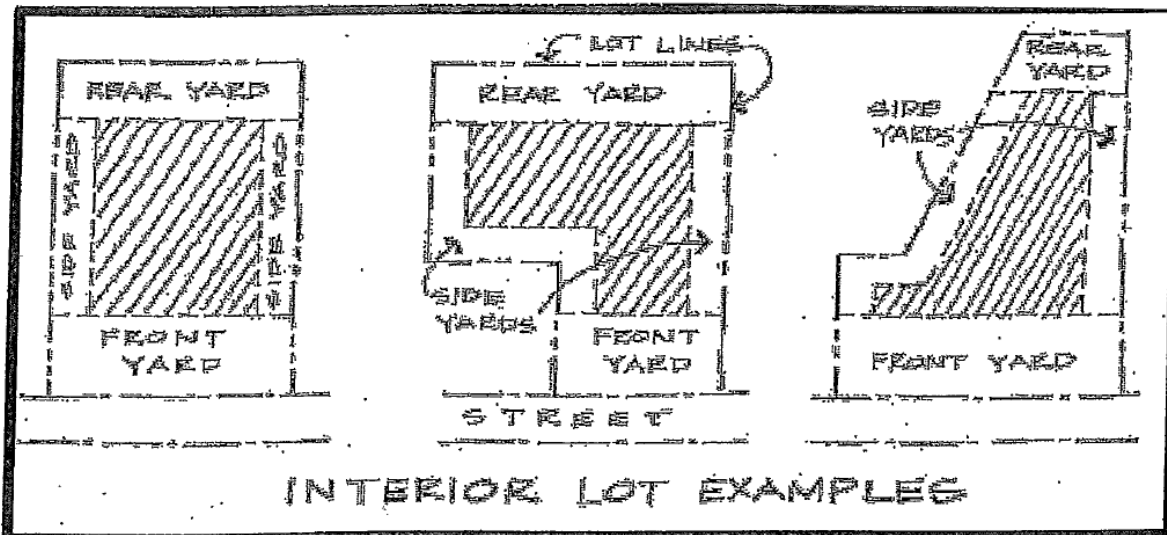 REAR YARD
SIDE YARD
SIDE YARD
FRONT
YARD
LOT LINES
REAR YARD
SIDE
YARDS
FRONT
YARD
REAR
YARD
SIDE
YARDS
FRONT YARD
STREET
INTERIOR LOT EXAMPLES